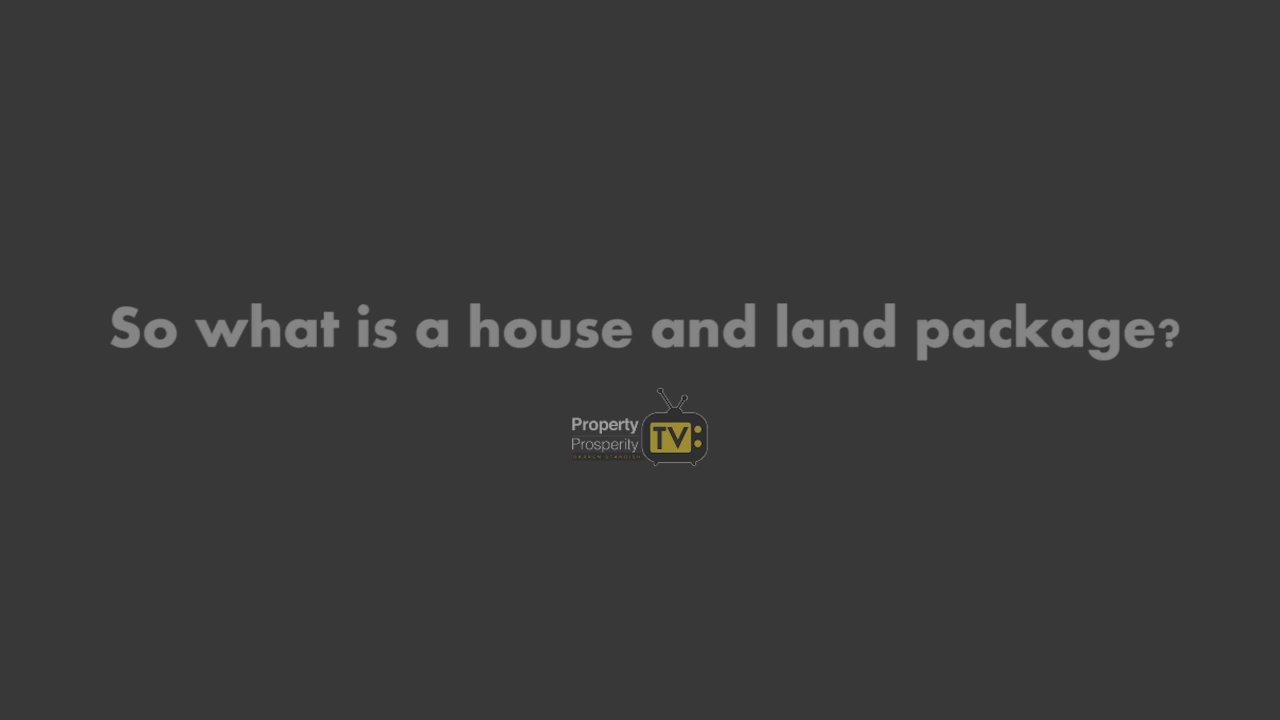 So what is a house and land package?
Property
Prosperity
TV: